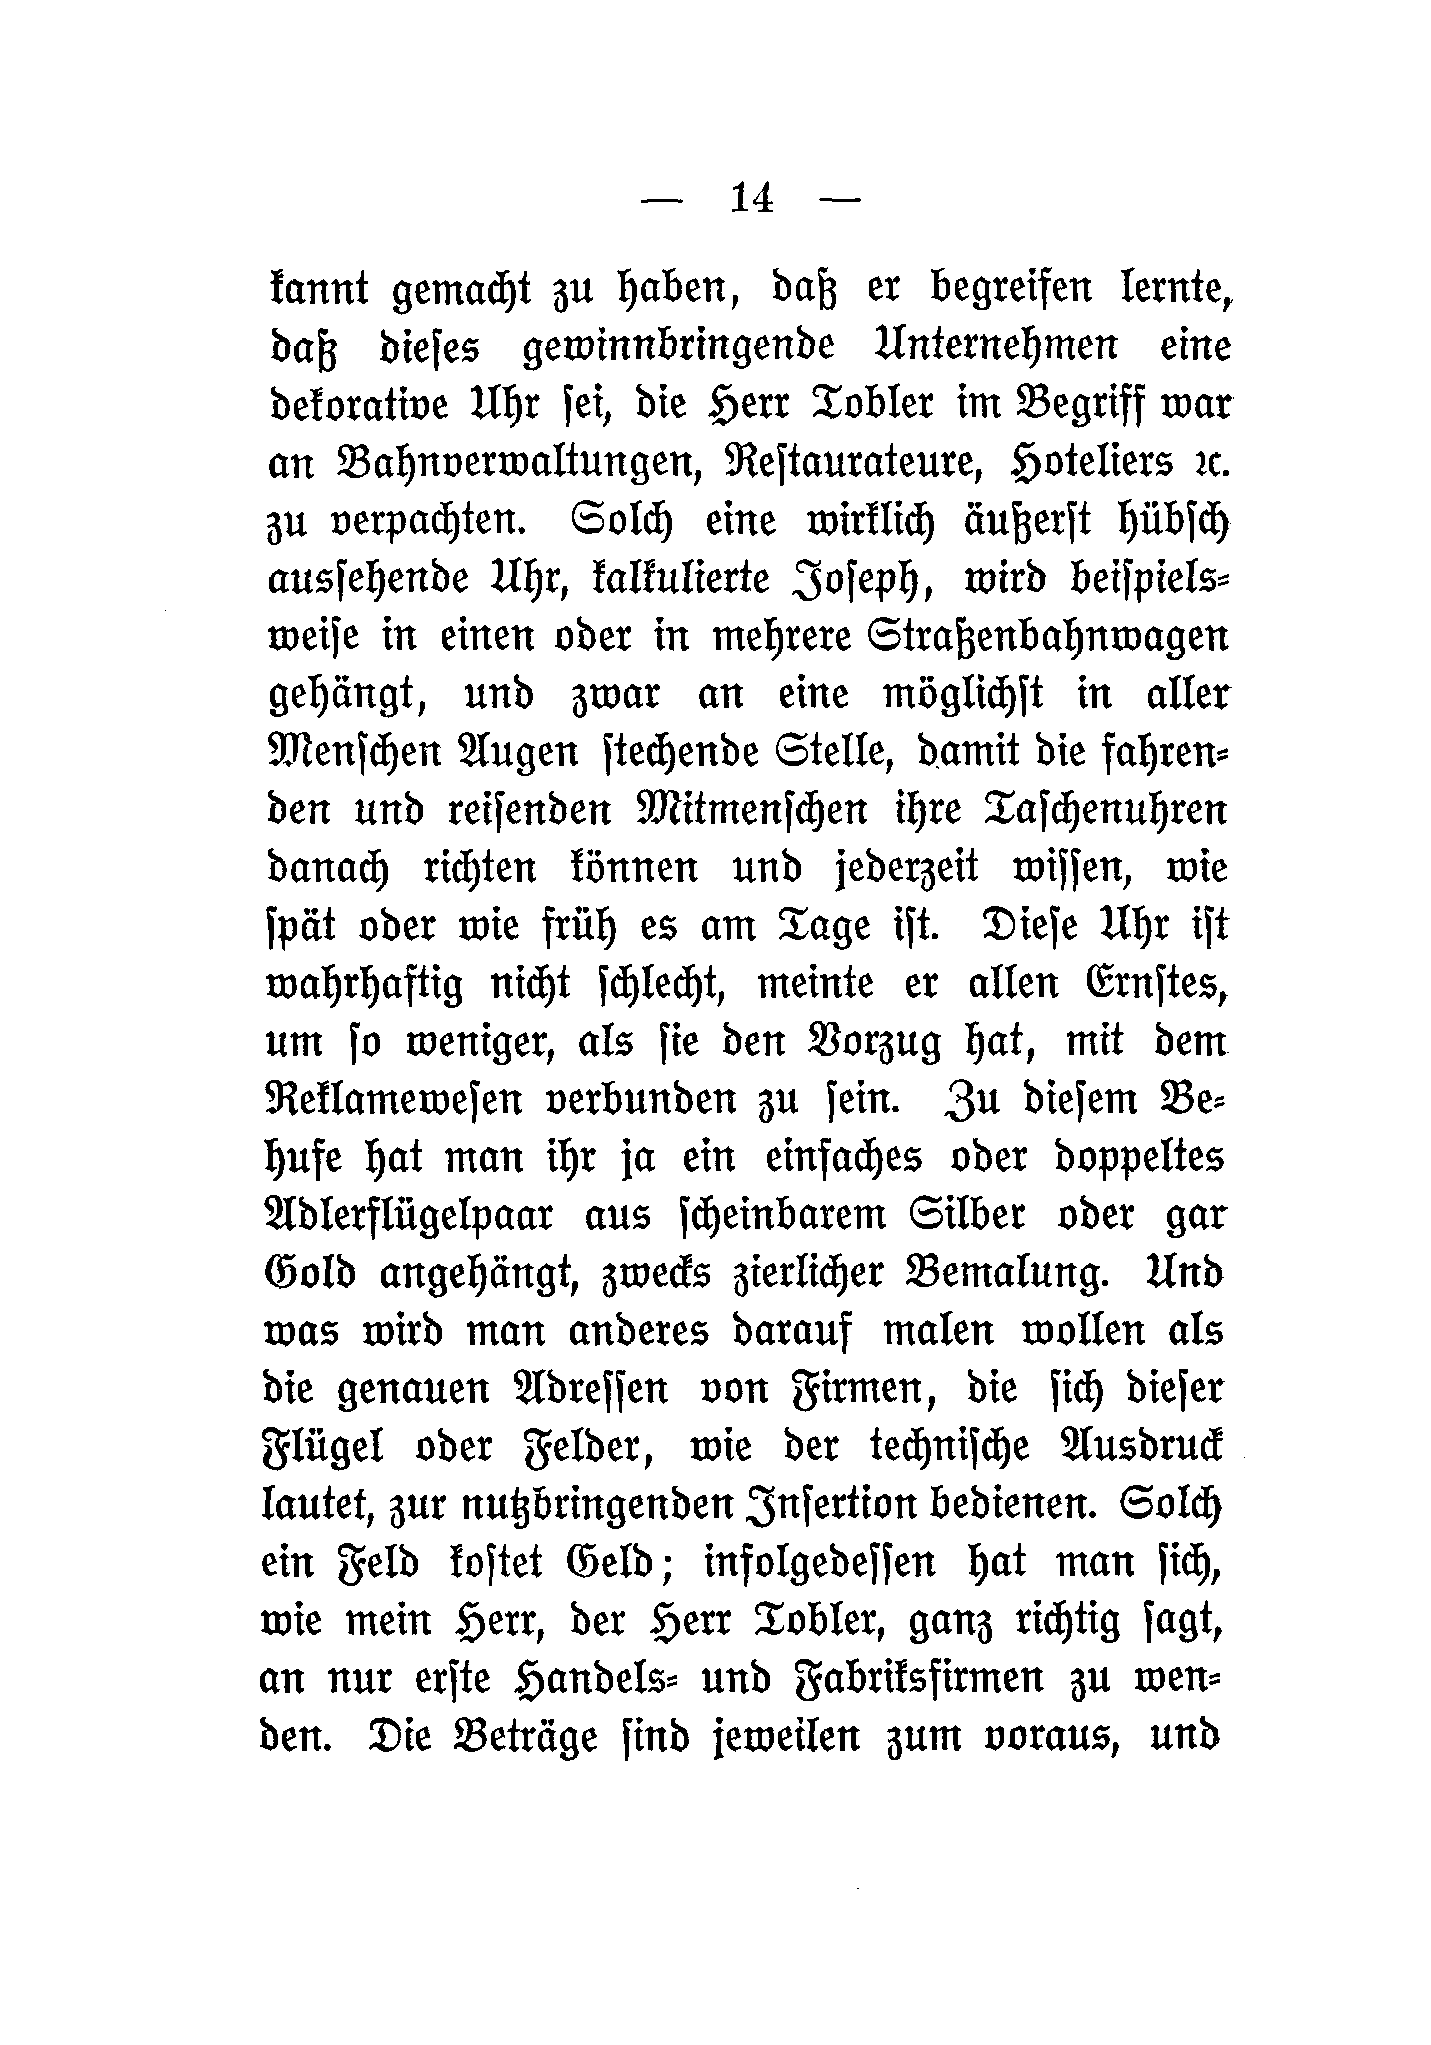 — 14 —
kannt gemacht zu haben, daß er begreifen lernte,
daß dieſes gewinnbringende Unternehmen eine
dekorative Uhr ſei, die Herr Tobler im Begriff war
an Bahnverwaltungen, Reſtaurateure, Hoteliers ꝛc.
zu verpachten. Solch eine wirklich äußerſt hübſch
ausſehende Uhr, kalkulierte Joſeph, wird beiſpiels⸗
weiſe in einen oder in mehrere Straßenbahnwagen
gehängt, und zwar an eine möglichſt in aller
Menſchen Augen ſtechende Stelle, damit die fahren⸗
den und reiſenden Mitmenſchen ihre Taſchenuhren
danach richten können und jederzeit wiſſen, wie
ſpät oder wie früh es am Tage iſt. Dieſe Uhr iſt
wahrhaftig nicht ſchlecht, meinte er allen Ernſtes,
um ſo weniger, als ſie den Vorzug hat, mit dem
Reklameweſen verbunden zu ſein. Zu dieſem Be⸗
hufe hat man ihr ja ein einfaches oder doppeltes
Adlerflügelpaar aus ſcheinbarem Silber oder gar
Gold angehängt, zwecks zierlicher Bemalung. Und
was wird man anderes darauf malen wollen als
die genauen Adreſſen von Firmen, die ſich dieſer
Flügel oder Felder, wie der techniſche Ausdruck
lautet, zur nutzbringenden Inſertion bedienen. Solch
ein Feld koſtet Geld; infolgedeſſen hat man ſich,
wie mein Herr, der Herr Tobler, ganz richtig ſagt,
an nur erſte Handels⸗ und Fabriksfirmen zu wen⸗
den. Die Beträge ſind jeweilen zum voraus, und